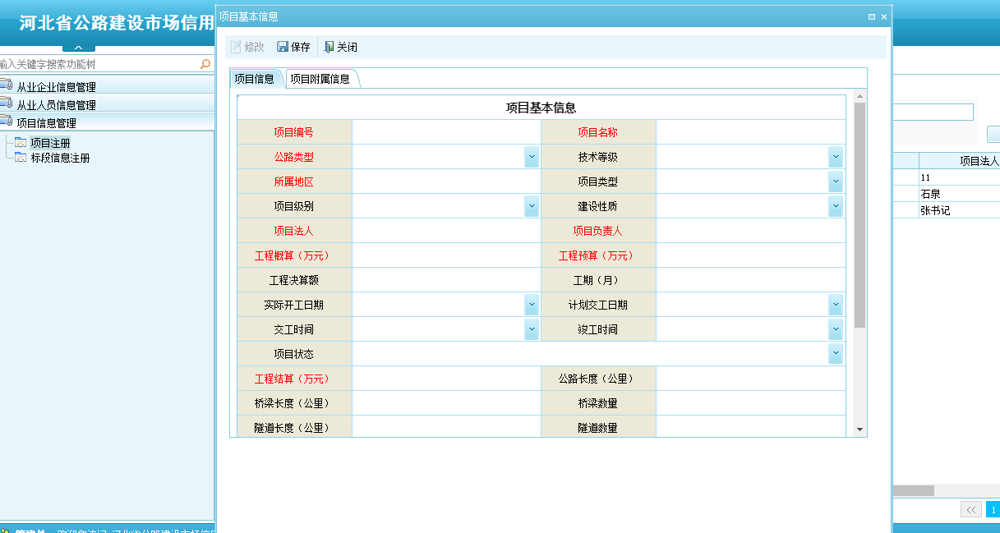 河北省公路建设市场信用
项目基本信息
修改 保存 关闭
输入关键字搜索功能树
从业企业信息管理
从业人员信息管理
项目信息管理
项目注册
标段信息注册
项目信息 项目附属信息
项目基本信息
项目编号 项目名称
公路类型 技术等级
所属地区 项目类型
项目级别 建设性质
项目法人 项目负责人
工程概算（万元） 工程预算（万元）
工程决算额 工期（月）
实际开工日期 计划交工日期
交工时间 竣工时间
项目状态
工程结算（万元） 公路长度（公里）
桥梁长度（公里） 桥梁数量
隧道长度（公里） 隧道数量
项目法人
11
石泉
张书记
<< 1